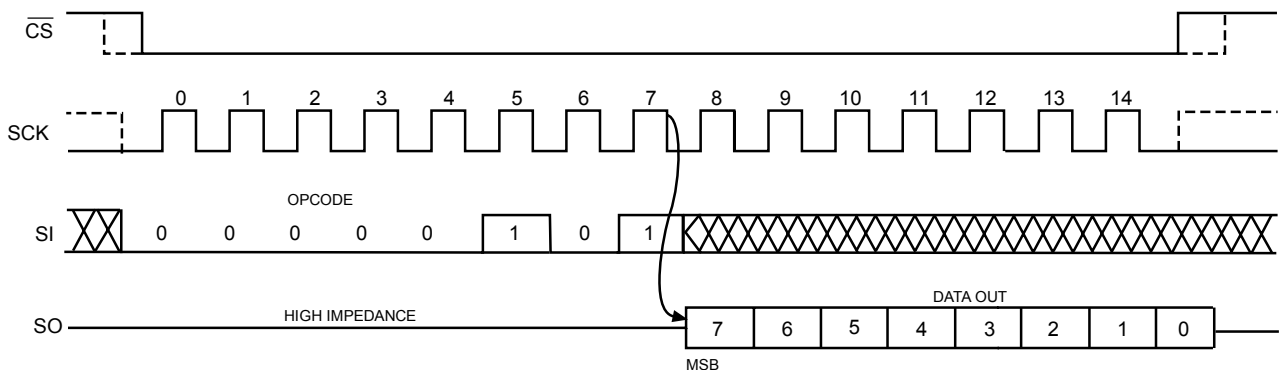 CS
0 1 2 3 4 5 6 7 8 9 10 11 12 13 14
SCK
OPCODE
SI 0 0 0 0 0 1 0 1
DATA OUT
HIGH IMPEDANCE
SO 7 6 5 4 3 2 1 0
MSB